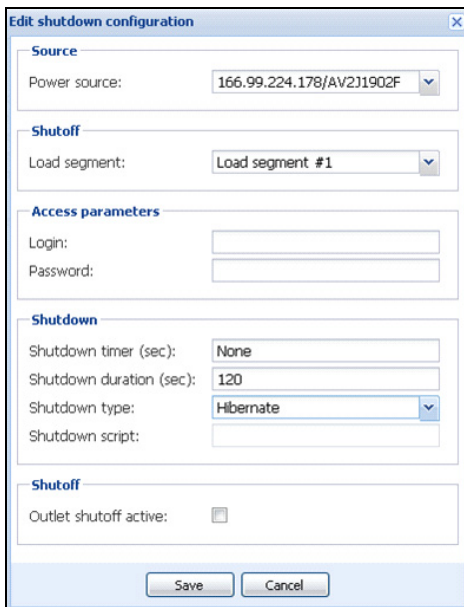 Edit shutdown configuration
Source
Power source: 166.99.224.178/AV2J1902F
Shutoff
Load segment: Load segment #1
Access parameters
Login:
Password:
Shutdown
Shutdown timer (sec): None
Shutdown duration (sec): 120
Shutdown type: Hibernate
Shutdown script:
Shutoff
Outlet shutoff active:
Save Cancel